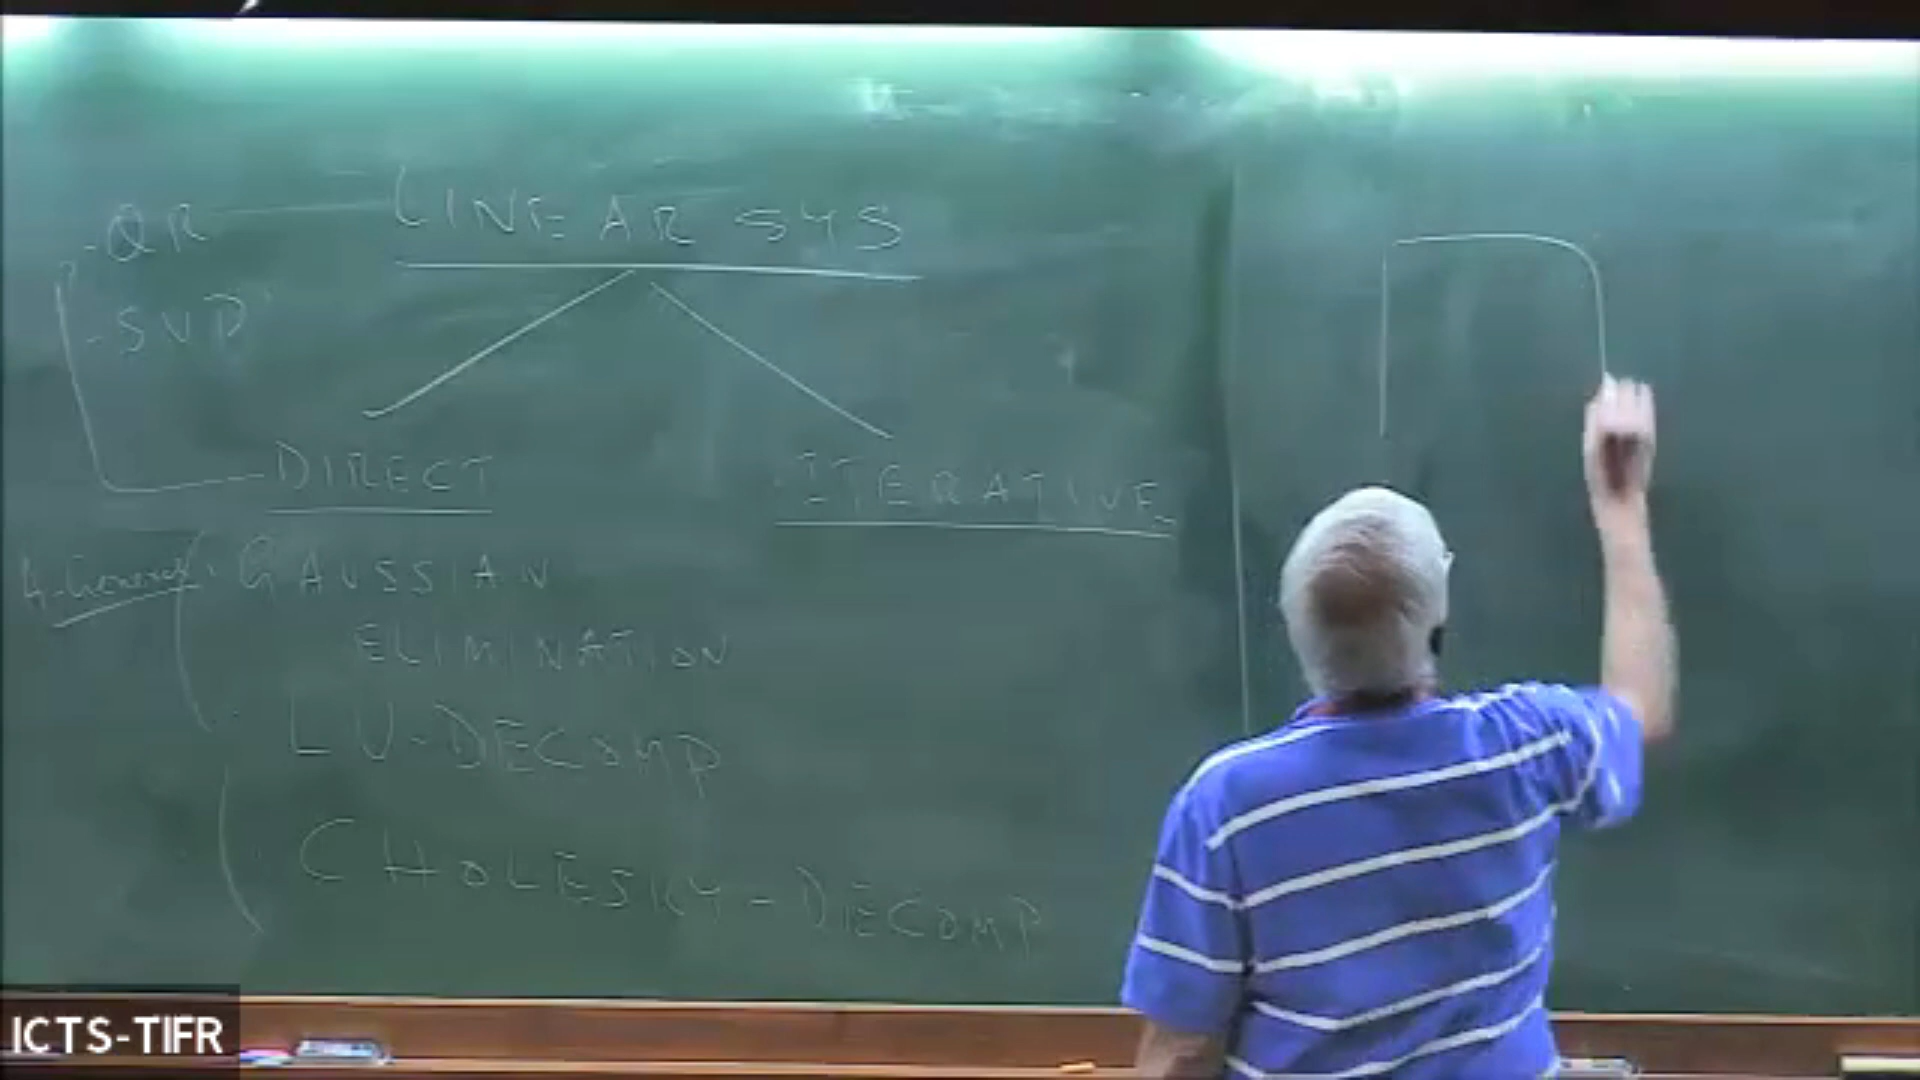 LINEAR SYS
- QR
- SVD
DIRECT
ITERATIVE
A-General
GAUSSIAN
ELIMINATION
LU-DECOMP
CHOLESKY-DECOMP
ICTS-TIFR